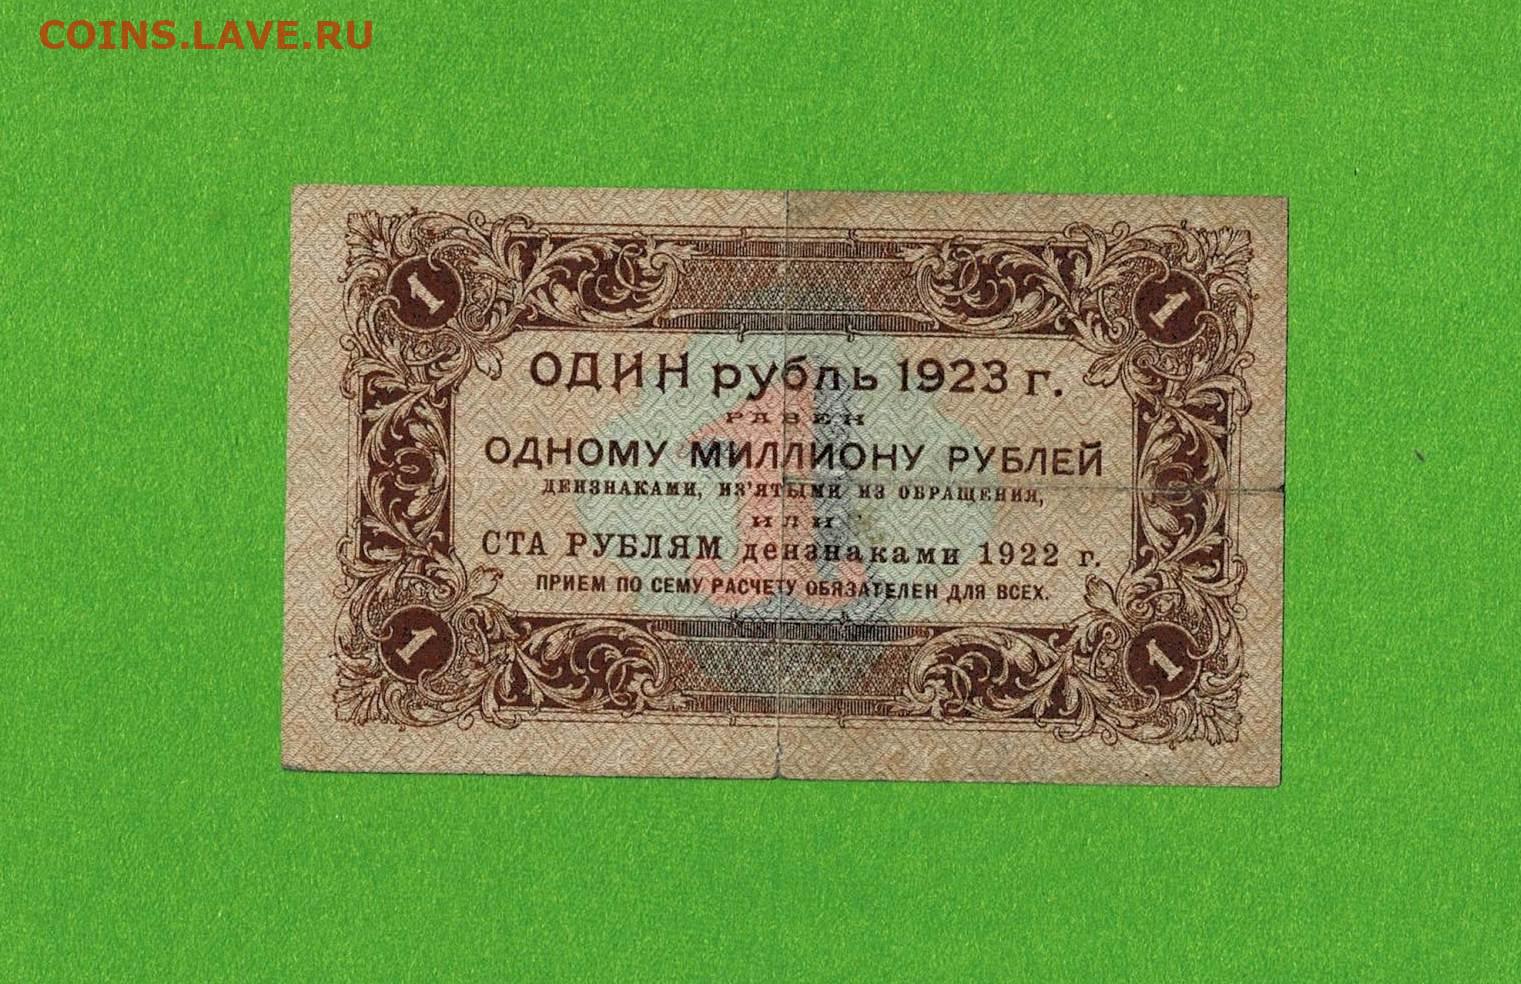 COINS.LAVE.RU
1
1
ОДИН рубль 1923 г.
РАВЕН
ОДНОМУ МИЛЛИОНУ РУБЛЕЙ
ДЕНЗНАКАМИ, ИЗ'ЯТЫМИ ИЗ ОБРАЩЕНИЯ,
ИЛИ
СТА РУБЛЯМ дензнаками 1922 г.
ПРИЕМ ПО СЕМУ РАСЧЕТУ ОБЯЗАТЕЛЕН ДЛЯ ВСЕХ.
1
1
1